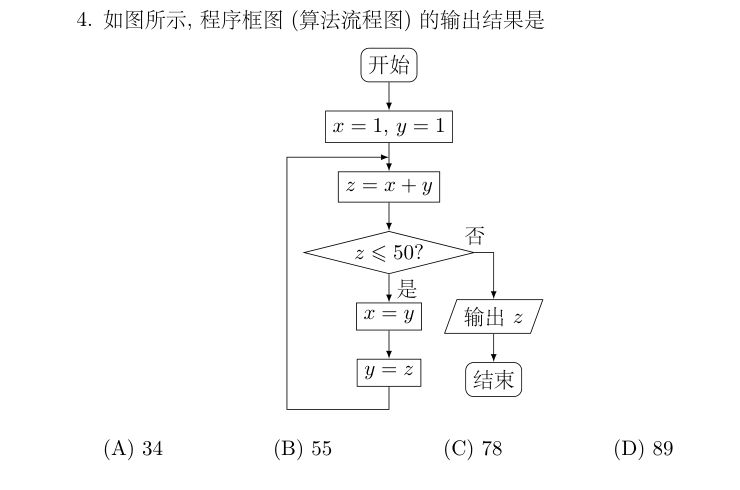 4. 如图所示, 程序框图 (算法流程图) 的输出结果是
开始
x = 1, y = 1
z = x + y
z ⩽ 50?
否
是
x = y
输出 z
y = z
结束
(A) 34 (B) 55 (C) 78 (D) 89